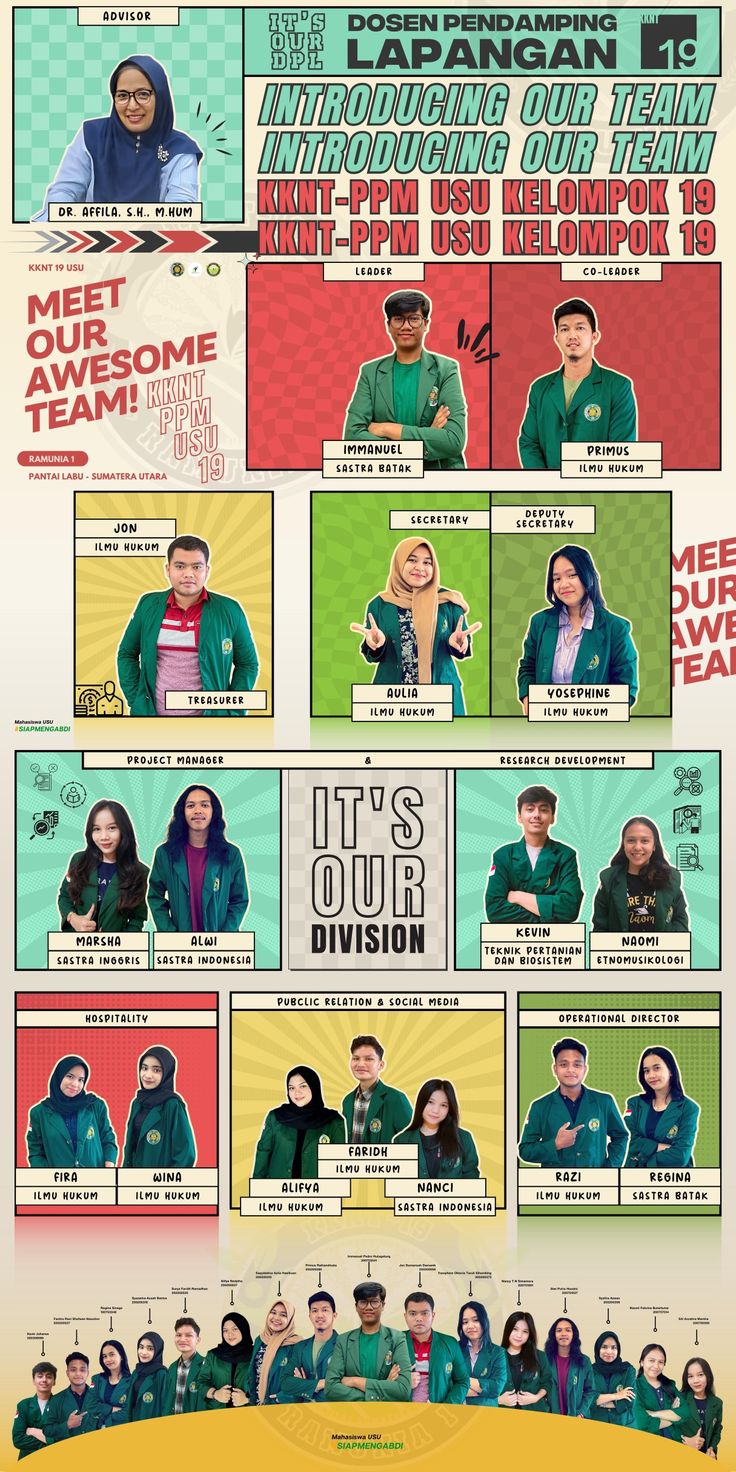 ADVISOR
DR. AFFILA, S.H., M.HUM
IT'S
OUR
DPL
DOSEN PENDAMPING
LAPANGAN
KKNT
19
INTRODUCING OUR TEAM
INTRODUCING OUR TEAM
KKNT-PPM USU KELOMPOK 19
KKNT-PPM USU KELOMPOK 19
KKNT 19 USU
MEET
OUR
AWESOME
TEAM!
KKNT
PPM
USU
19
RAMUNIA 1
PANTAI LABU - SUMATERA UTARA
LEADER
IMMANUEL
SASTRA BATAK
CO-LEADER
PRIMUS
ILMU HUKUM
JON
ILMU HUKUM
TREASURER
Mahasiswa USU
#SIAPMENGABDI
SECRETARY
AULIA
ILMU HUKUM
DEPUTY
SECRETARY
YOSEPHINE
ILMU HUKUM
MEE
OUR
AWE
TEA
PROJECT MANAGER
&
RESEARCH DEVELOPMENT
MARSHA
SASTRA INGGRIS
ALWI
SASTRA INDONESIA
IT'S
OUR
DIVISION
KEVIN
TEKNIK PERTANIAN
DAN BIOSISTEM
NAOMI
ETNOMUSIKOLOGI
HOSPITALITY
FIRA
ILMU HUKUM
WINA
ILMU HUKUM
PUBCLIC RELATION & SOCIAL MEDIA
FARIDH
ILMU HUKUM
ALIFYA
ILMU HUKUM
NANCI
SASTRA INDONESIA
OPERATIONAL DIRECTOR
RAZI
ILMU HUKUM
REGINA
SASTRA BATAK
Mahasiswa USU
#SIAPMENGABDI